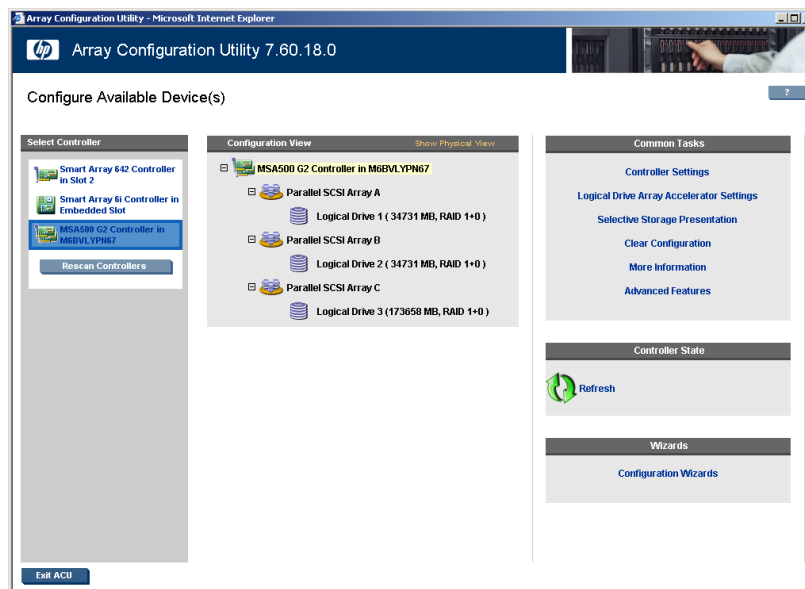 Array Configuration Utility - Microsoft Internet Explorer
hp
Array Configuration Utility 7.60.18.0
Configure Available Device(s)
?
Select Controller
Smart Array 642 Controller
in Slot 2
Smart Array 6i Controller in
Embedded Slot
MSA500 G2 Controller in
M6BVLYPN67
Rescan Controllers
Configuration View
Show Physical View
MSA500 G2 Controller in M6BVLYPN67
Parallel SCSI Array A
Logical Drive 1 ( 34731 MB, RAID 1+0 )
Parallel SCSI Array B
Logical Drive 2 ( 34731 MB, RAID 1+0 )
Parallel SCSI Array C
Logical Drive 3 (173658 MB, RAID 1+0 )
Common Tasks
Controller Settings
Logical Drive Array Accelerator Settings
Selective Storage Presentation
Clear Configuration
More Information
Advanced Features
Controller State
Refresh
Wizards
Configuration Wizards
Exit ACU